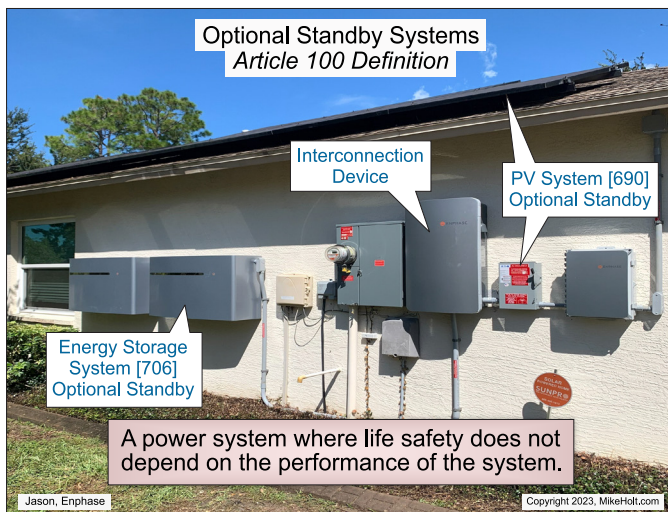 Optional Standby Systems
Article 100 Definition
Interconnection
Device
PV System [690]
Optional Standby
Energy Storage
System [706]
Optional Standby
SOLAR
SUNPRO
A power system where life safety does not
depend on the performance of the system.
Jason, Enphase
Copyright 2023, MikeHolt.com